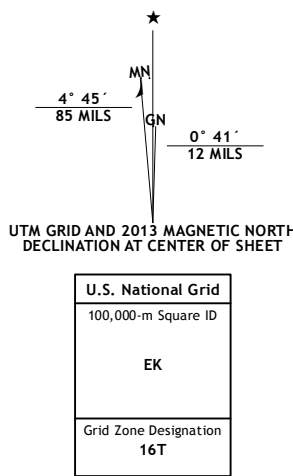 MN
4° 45´
85 MILS
GN
0° 41´
12 MILS
UTM GRID AND 2013 MAGNETIC NORTH
DECLINATION AT CENTER OF SHEET
U.S. National Grid
100,000-m Square ID
EK
Grid Zone Designation
16T